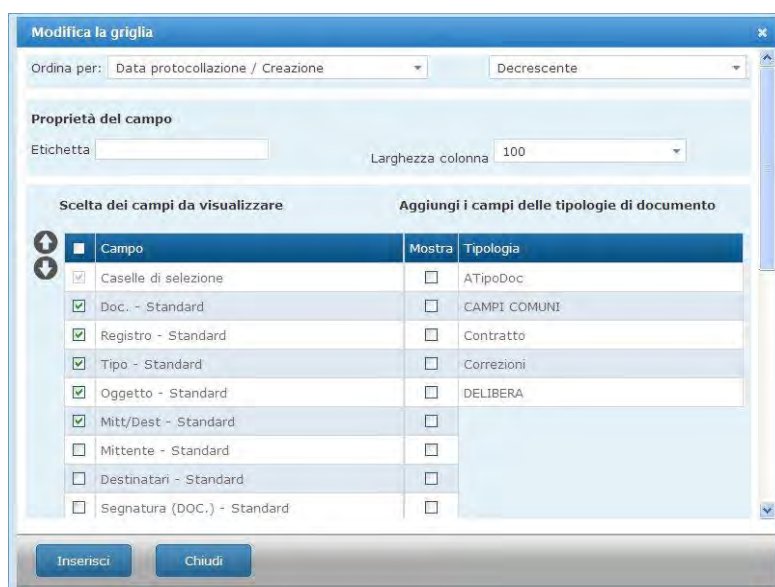 Modifica la griglia
Ordina per: Data protocollazione / Creazione Decrescente
Proprietà del campo
Etichetta Larghezza colonna 100
Scelta dei campi da visualizzare Aggiungi i campi delle tipologie di documento
Campo Mostra Tipologia
Caselle di selezione ATipoDoc
Doc. - Standard CAMPI COMUNI
Registro - Standard Contratto
Tipo - Standard Correzioni
Oggetto - Standard DELIBERA
Mitt/Dest - Standard
Mittente - Standard
Destinatari - Standard
Segnatura (DOC.) - Standard
Inserisci Chiudi